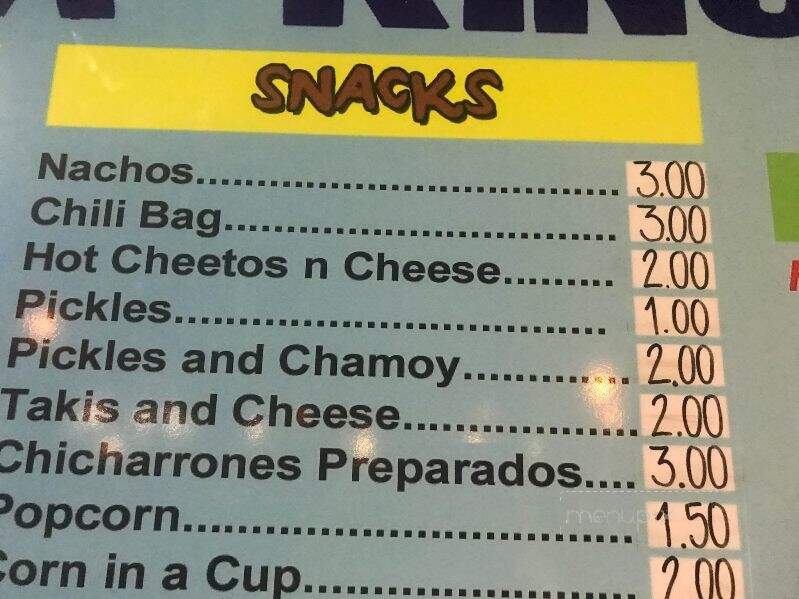 SNACKS
Nachos.................................... 3.00
Chili Bag.................................. 3.00
Hot Cheetos n Cheese......... 2.00
Pickles..................................... 1.00
Pickles and Chamoy.............. 2.00
Takis and Cheese................... 2.00
Chicharrones Preparados.... 3.00
Popcorn................................... 1.50
Corn in a Cup......................... 2.00